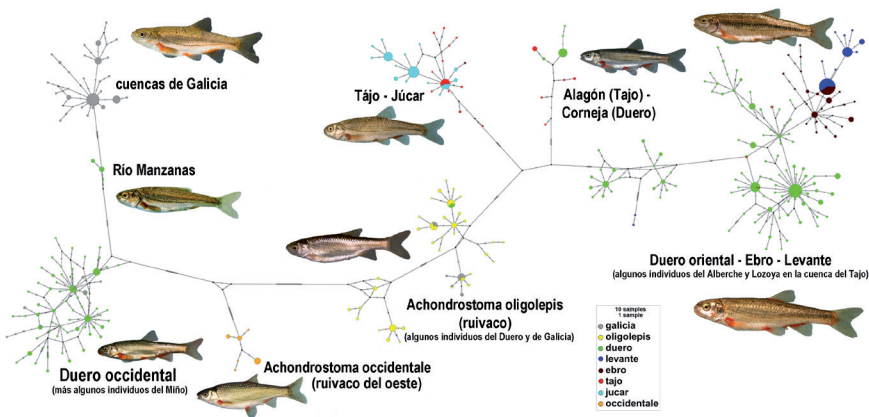 cuencas de Galicia
Tájo - Júcar
Alagón (Tajo) -
Corneja (Duero)
Río Manzanas
Duero oriental - Ebro - Levante
(algunos individuos del Alberche y Lozoya en la cuenca del Tajo)
Achondrostoma oligolepis
(ruivaco)
(algunos individuos del Duero y de Galicia)
Achondrostoma occidentale
(ruivaco del oeste)
Duero occidental
(más algunos individuos del Miño)
10 samples
1 sample
galicia
oligolepis
duero
levante
ebro
tajo
jucar
occidentale